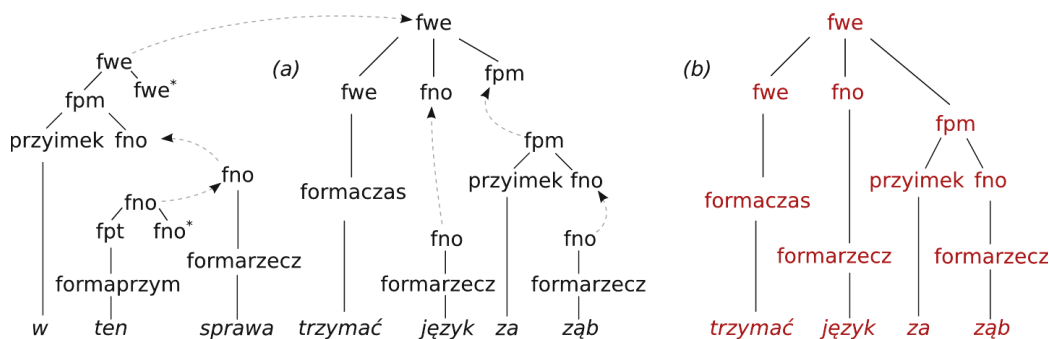 fwe fwe
fwe (a) fpm (b)
fwe* fwe fno fwe fno
fpm
fpm
przyimek fno fpm
fno przyimek fno przyimek fno
formaczas
fno formaczas
fpt fno* fno fno
formarzecz formarzecz formarzecz
formaprzym formarzecz formarzecz
w ten sprawa trzymać język za ząb trzymać język za ząb